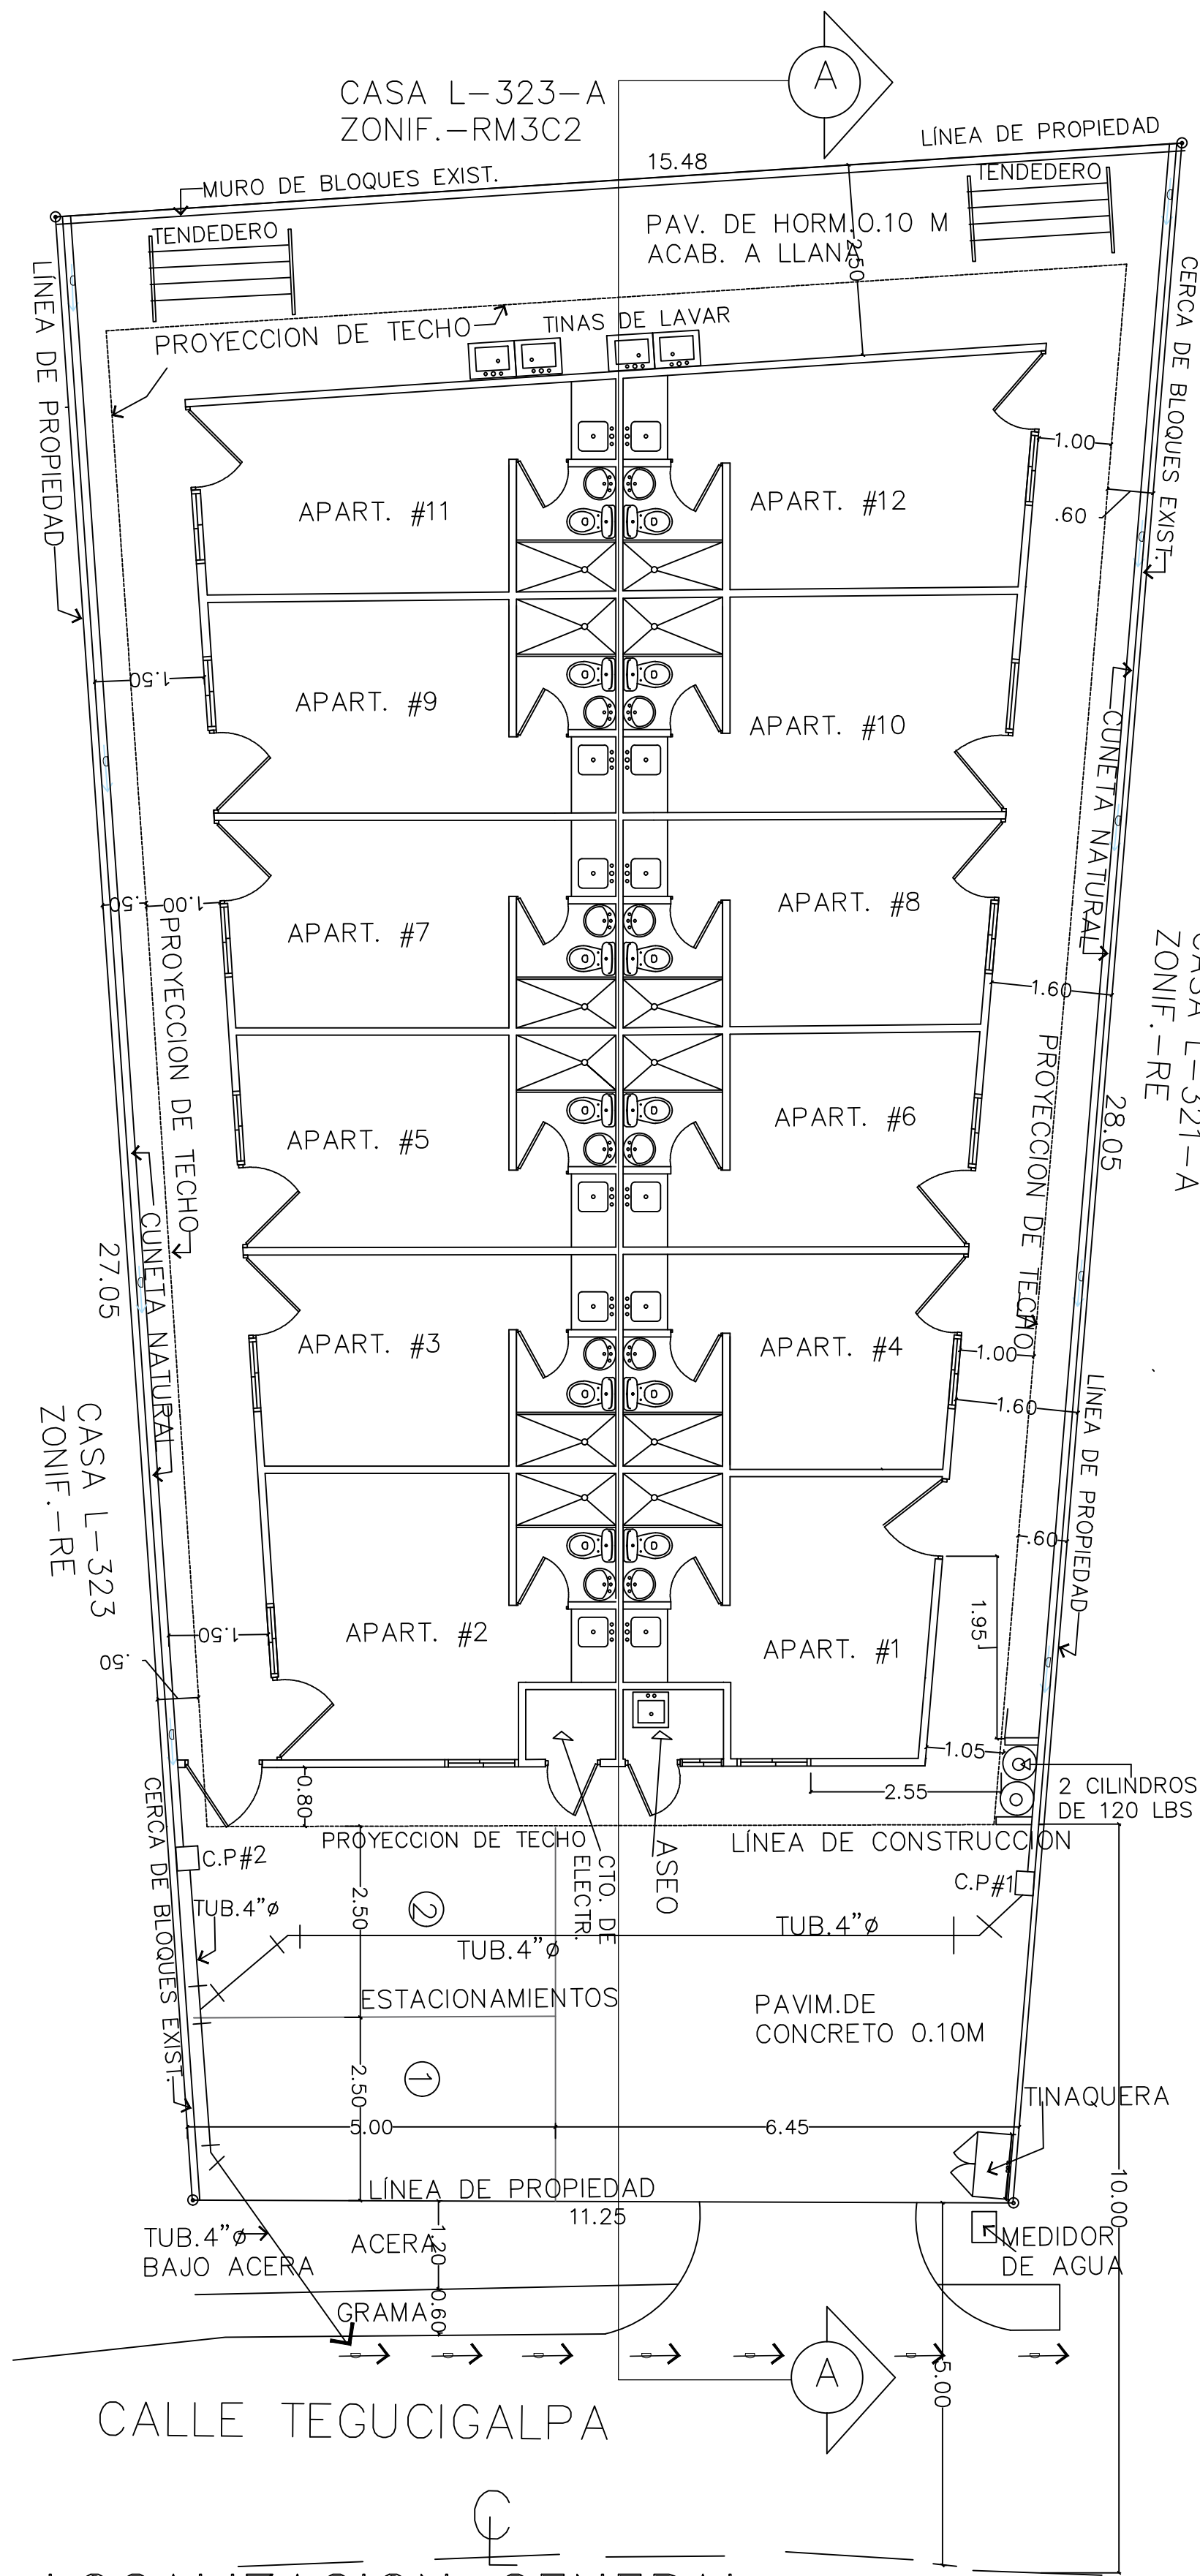 A
CASA L-323-A
ZONIF.-RM3C2
LÍNEA DE PROPIEDAD
15.48
MURO DE BLOQUES EXIST.
TENDEDERO
TENDEDERO
PAV. DE HORM.0.10 M
ACAB. A LLANA
2.50
LÍNEA DE PROPIEDAD
CERCA DE BLOQUES EXIST.
PROYECCION DE TECHO
TINAS DE LAVAR
1.00
.60
APART. #11
APART. #12
1.50
APART. #9
APART. #10
CUNETA NATURAL
.50
1.00
PROYECCION DE TECHO
APART. #7
APART. #8
1.60
CASA L-321-A
ZONIF.-RE
PROYECCION DE TECHO
28.05
APART. #5
APART. #6
27.05
CUNETA NATURAL
APART. #3
APART. #4
1.00
1.60
LÍNEA DE PROPIEDAD
CASA L-323
ZONIF.-RE
.60
1.95
1.50
.50
APART. #2
APART. #1
1.05
2.55
2 CILINDROS
DE 120 LBS
0.80
CERCA DE BLOQUES EXIST.
PROYECCION DE TECHO
LÍNEA DE CONSTRUCCION
CTO. DE
ELECTR.
ASEO
C.P#2
C.P#1
TUB.4"ø
2.50
2
TUB.4"ø
TUB.4"ø
ESTACIONAMIENTOS
PAVIM.DE
CONCRETO 0.10M
2.50
1
TINAQUERA
5.00
6.45
10.00
LÍNEA DE PROPIEDAD
11.25
TUB.4"ø
BAJO ACERA
ACERA
1.20
MEDIDOR
DE AGUA
GRAMA
0.60
A
5.00
CALLE TEGUCIGALPA
CL
LOCALIZACION GENERAL